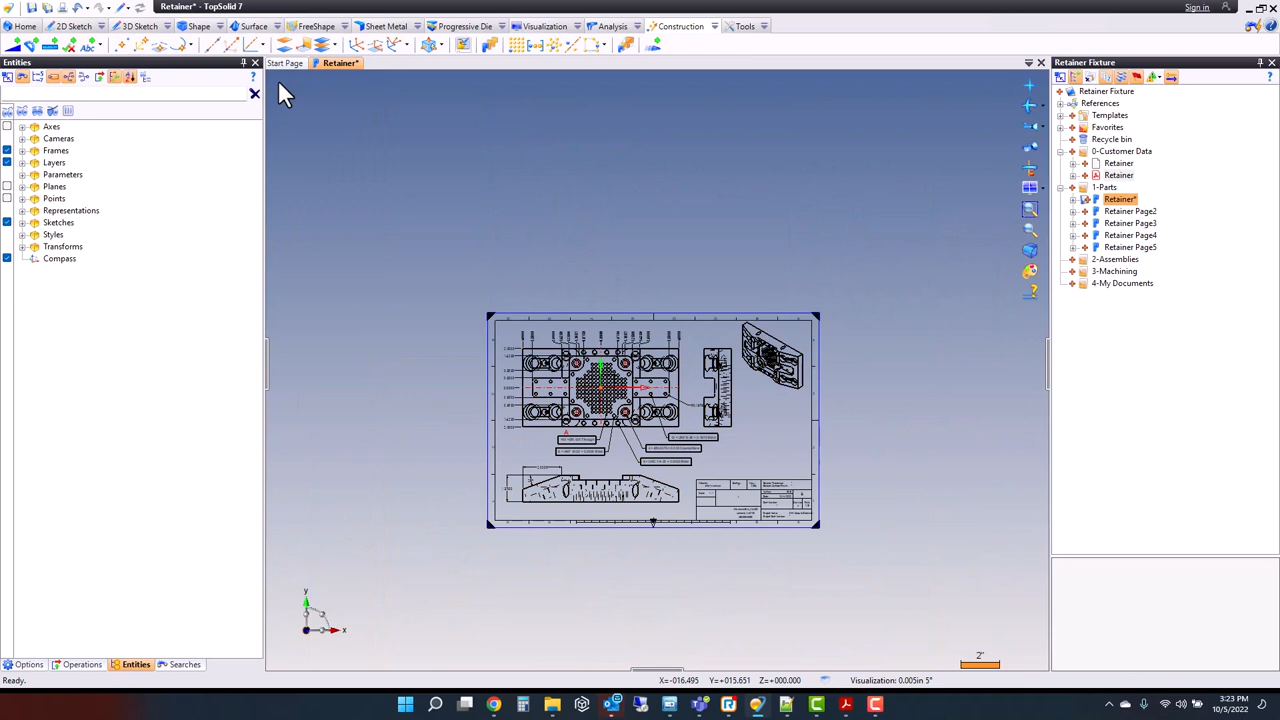 Retainer* - TopSolid 7
Sign in
Home 2D Sketch 3D Sketch Shape Surface FreeShape Sheet Metal Progressive Die Visualization Analysis Construction Tools
Abc
Entities
Start Page Retainer*
Retainer Fixture
Axes
Cameras
Frames
Layers
Parameters
Planes
Points
Representations
Sketches
Styles
Transforms
Compass
A
y
x
2"
Retainer Fixture
References
Templates
Favorites
Recycle bin
0-Customer Data
Retainer
Retainer
1-Parts
Retainer*
Retainer Page2
Retainer Page3
Retainer Page4
Retainer Page5
2-Assemblies
3-Machining
4-My Documents
Options Operations Entities Searches
Ready.
X=-016.495 Y=+015.651 Z=+000.000 Visualization: 0.005in 5°
3:23 PM
10/5/2022